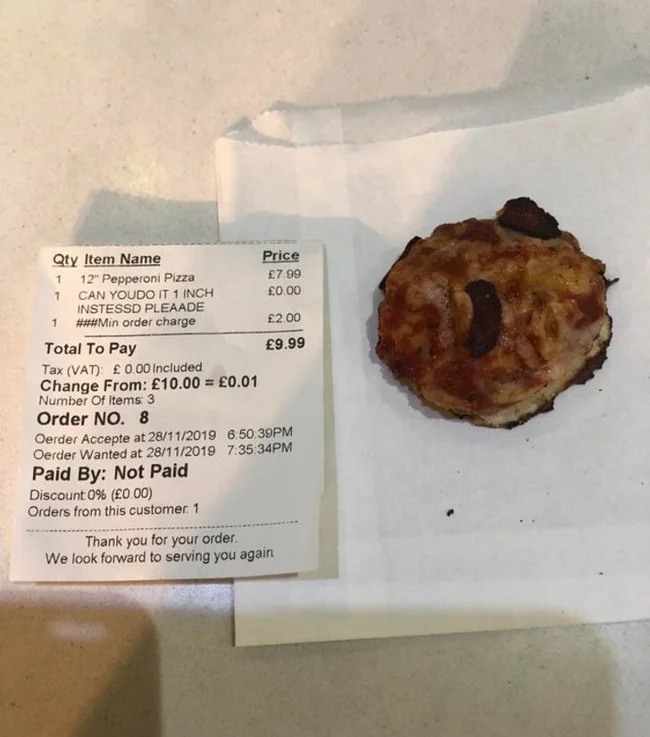 Qty Item Name Price
1 12" Pepperoni Pizza £7.99
1 CAN YOUDO IT 1 INCH £0.00
INSTESSD PLEAADE
1 ###Min order charge £2.00
Total To Pay £9.99
Tax (VAT): £ 0.00 Included
Change From: £10.00 = £0.01
Number Of Items: 3
Order NO. 8
Oerder Accepte at 28/11/2019 6:50:39PM
Oerder Wanted at 28/11/2019 7:35:34PM
Paid By: Not Paid
Discount 0% (£0.00)
Orders from this customer: 1
Thank you for your order.
We look forward to serving you again.